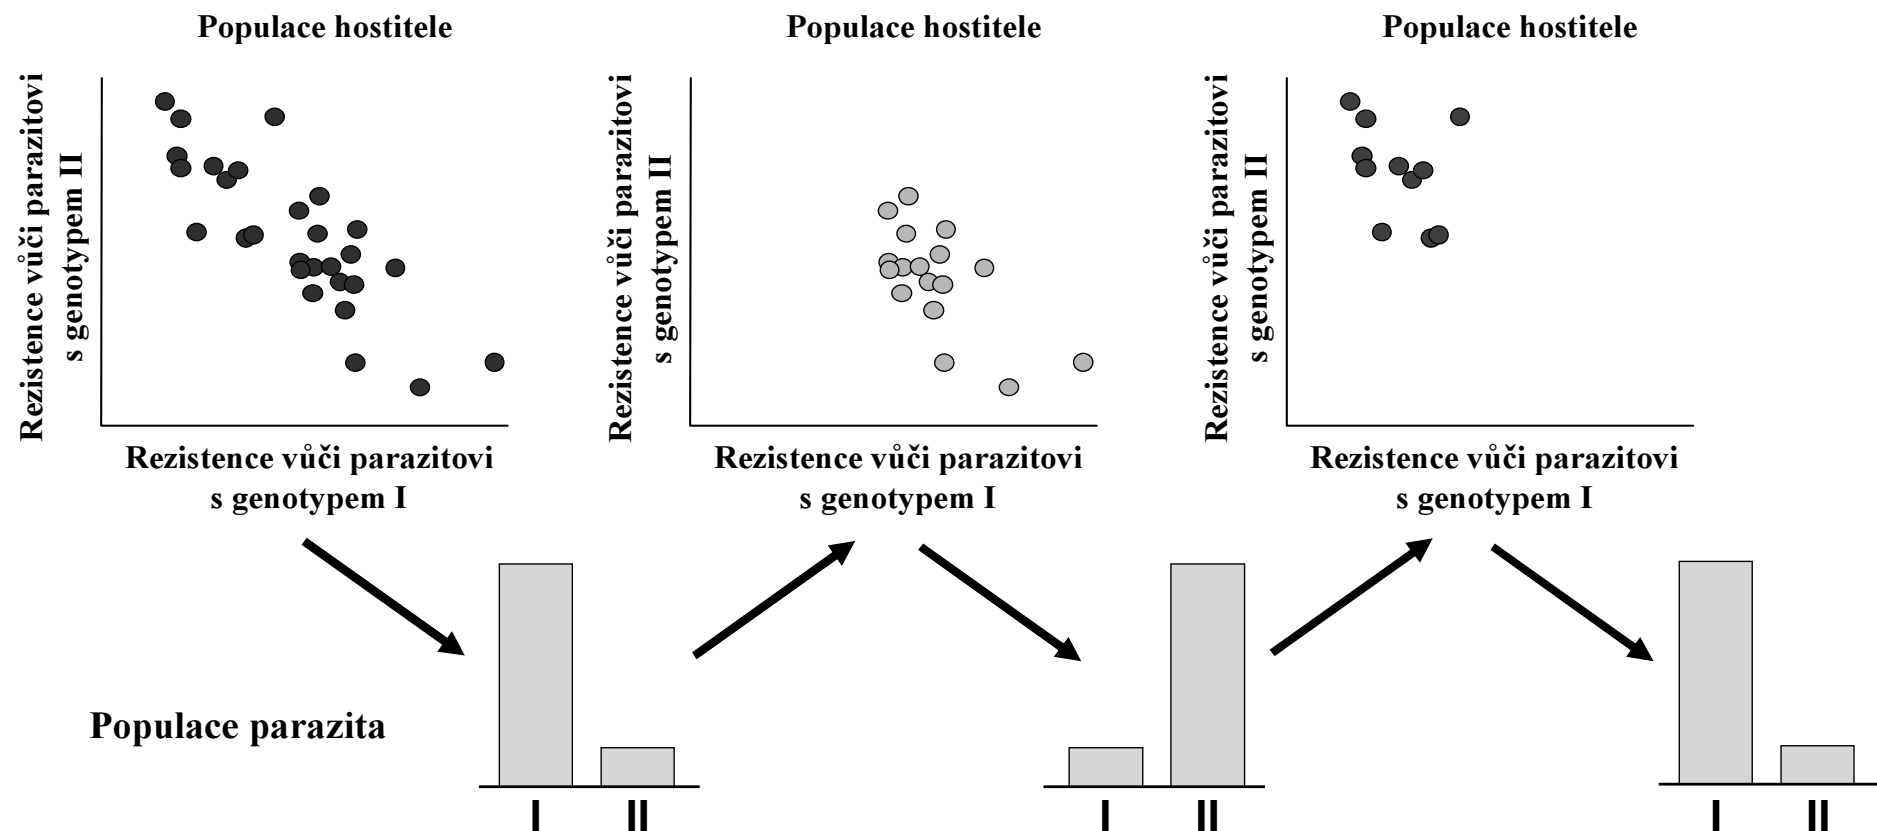 Populace hostitele
Rezistence vůči parazitovi
s genotypem II
Rezistence vůči parazitovi
s genotypem I
Populace hostitele
Rezistence vůči parazitovi
s genotypem II
Rezistence vůči parazitovi
s genotypem I
Populace hostitele
Rezistence vůči parazitovi
s genotypem II
Rezistence vůči parazitovi
s genotypem I
Populace parazita
I II
I II
I II